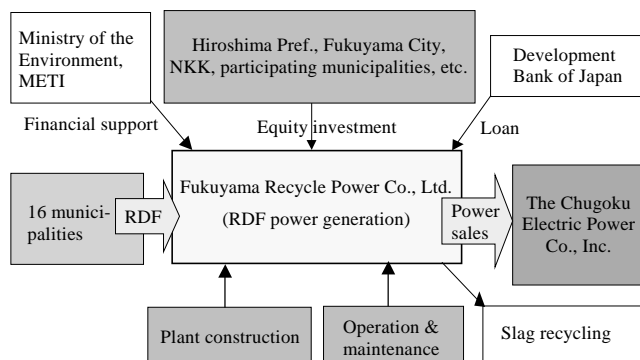 Ministry of the
Environment,
METI
Hiroshima Pref., Fukuyama City,
NKK, participating municipalities, etc.
Development
Bank of Japan
Financial support
Equity investment
Loan
16 munici-
palities
RDF
Fukuyama Recycle Power Co., Ltd.
(RDF power generation)
Power
sales
The Chugoku
Electric Power
Co., Inc.
Plant construction
Operation &
maintenance
Slag recycling